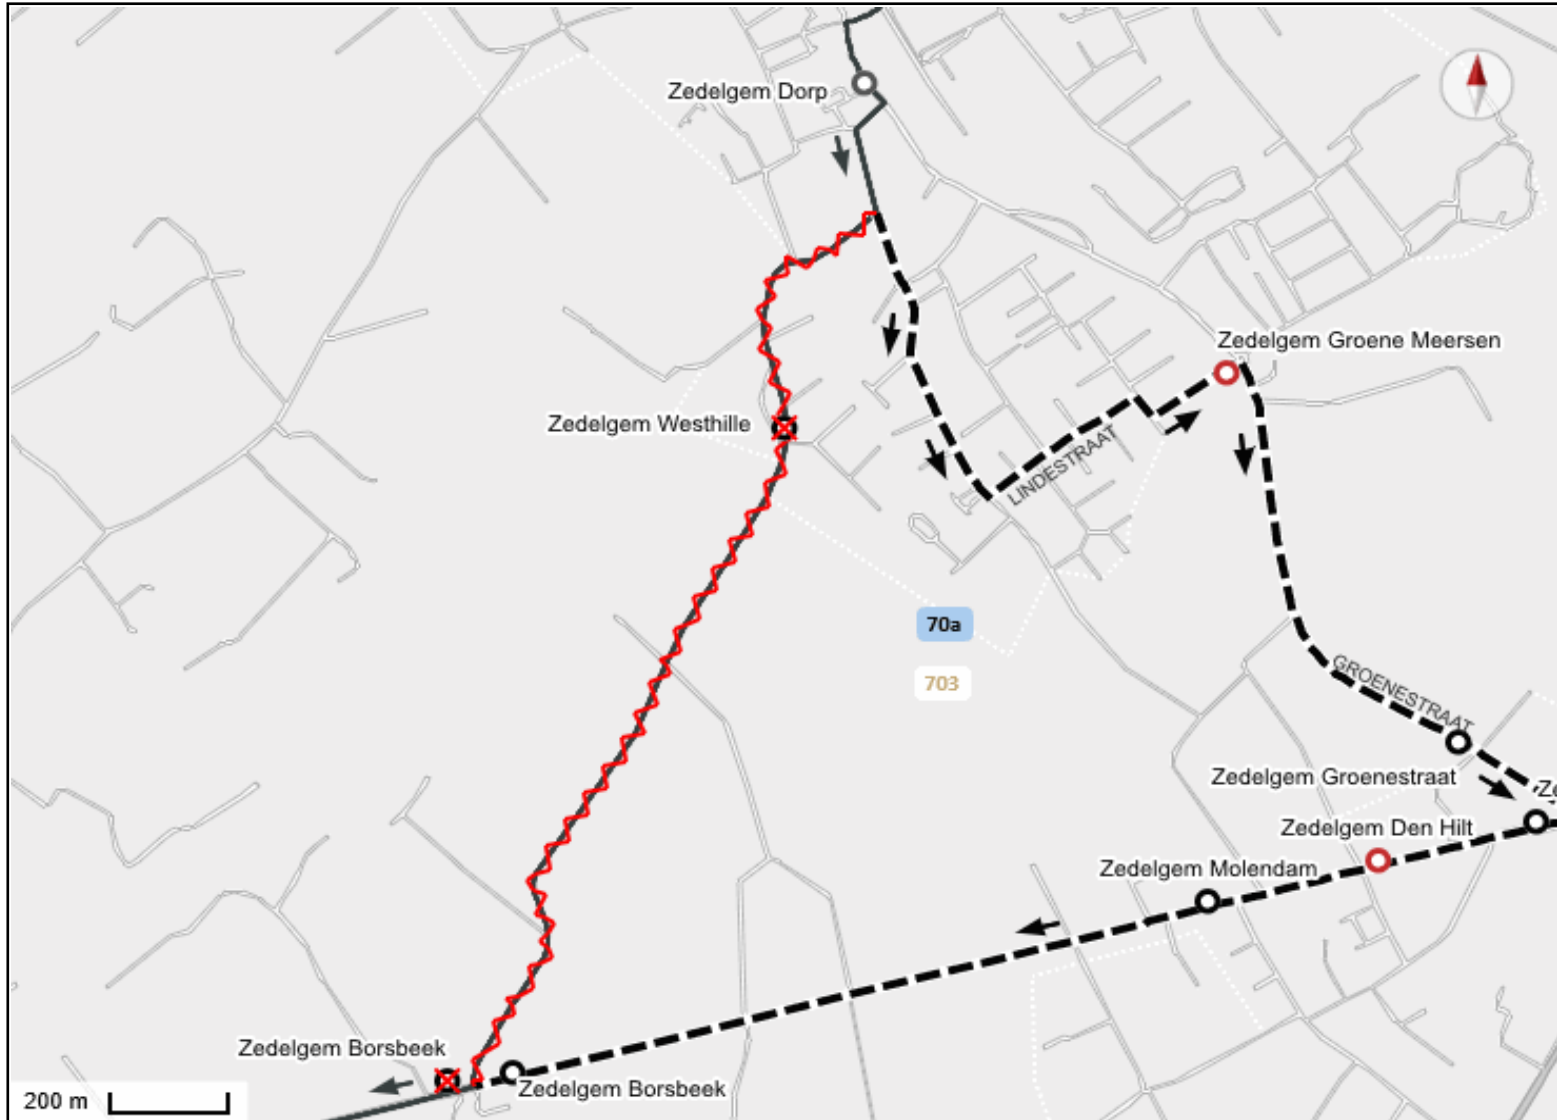 Zedelgem Dorp
Zedelgem Groene Meersen
Zedelgem Westhille
LINDESTRAAT
70a
703
GROENESTRAAT
Zedelgem Groenestraat
Ze
Zedelgem Den Hilt
Zedelgem Molendam
Zedelgem Borsbeek
Zedelgem Borsbeek
200 m